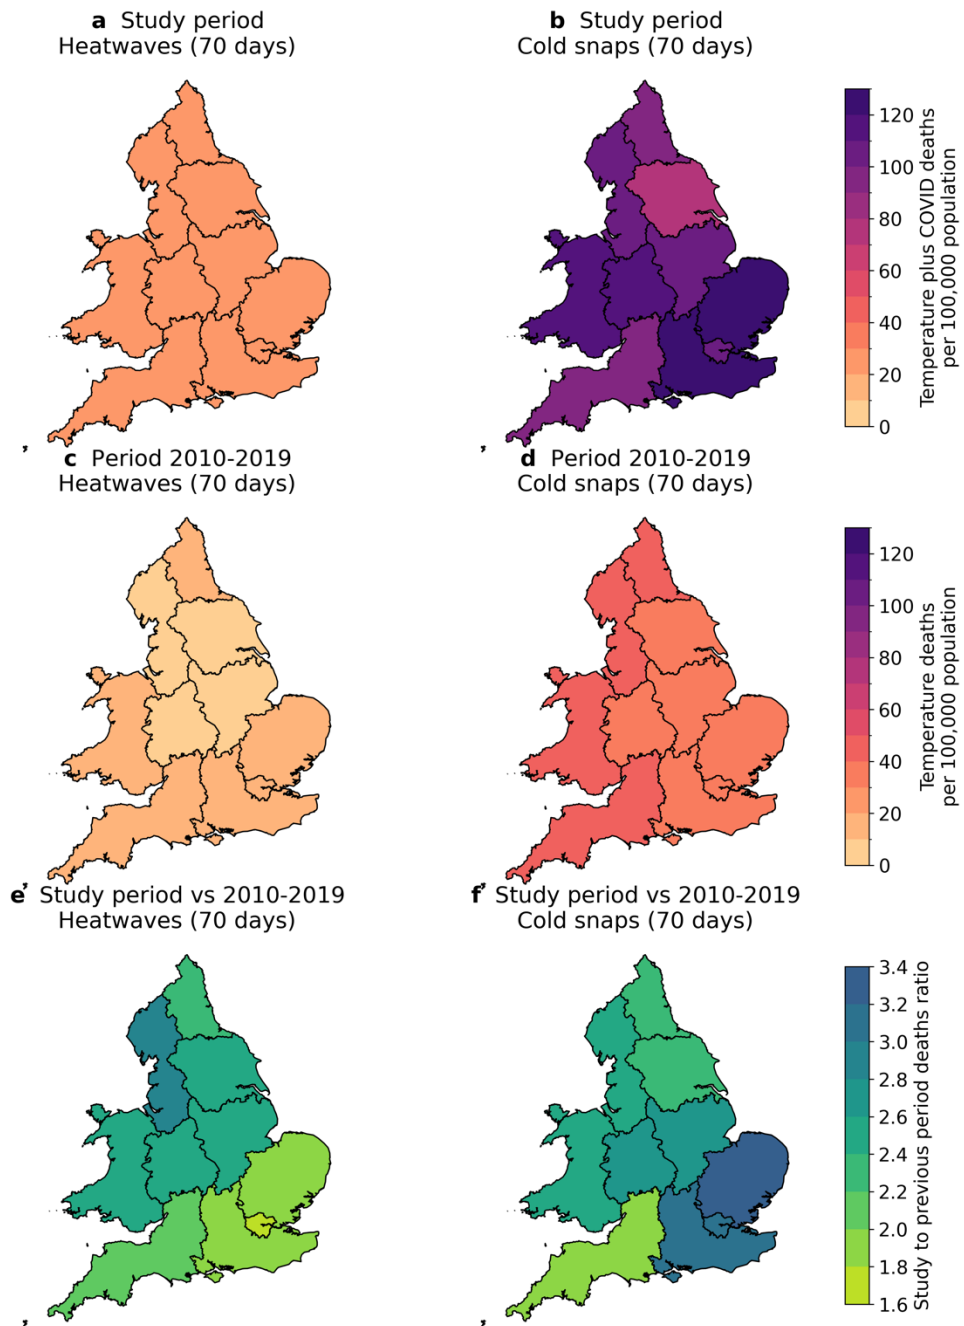 a Study period
Heatwaves (70 days)
b Study period
Cold snaps (70 days)
120
100
80
60
40
20
0
Temperature plus COVID deaths
per 100,000 population
c Period 2010-2019
Heatwaves (70 days)
d Period 2010-2019
Cold snaps (70 days)
120
100
80
60
40
20
0
Temperature deaths
per 100,000 population
e Study period vs 2010-2019
Heatwaves (70 days)
f Study period vs 2010-2019
Cold snaps (70 days)
3.4
3.2
3.0
2.8
2.6
2.4
2.2
2.0
1.8
1.6
Study to previous period deaths ratio